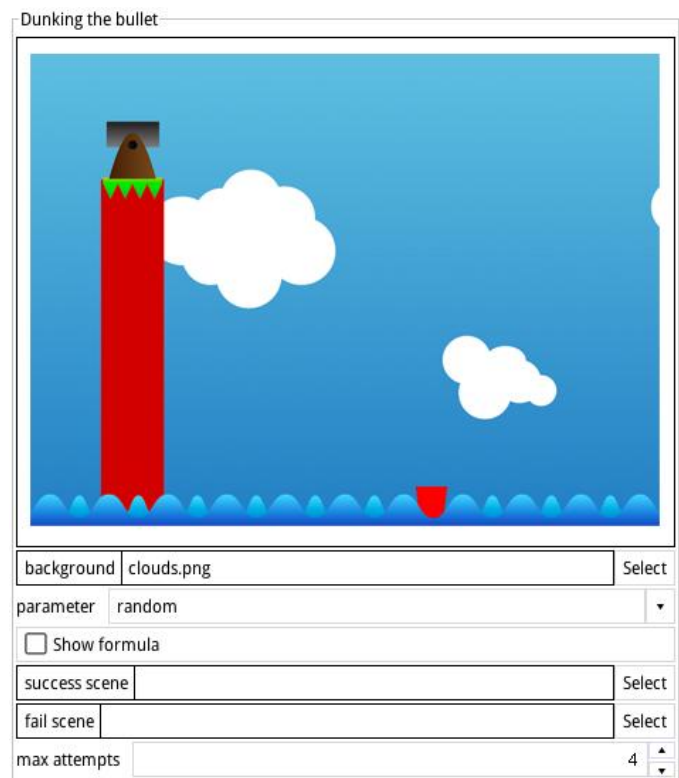 Dunking the bullet
background clouds.png Select
parameter random
Show formula
success scene Select
fail scene Select
max attempts 4